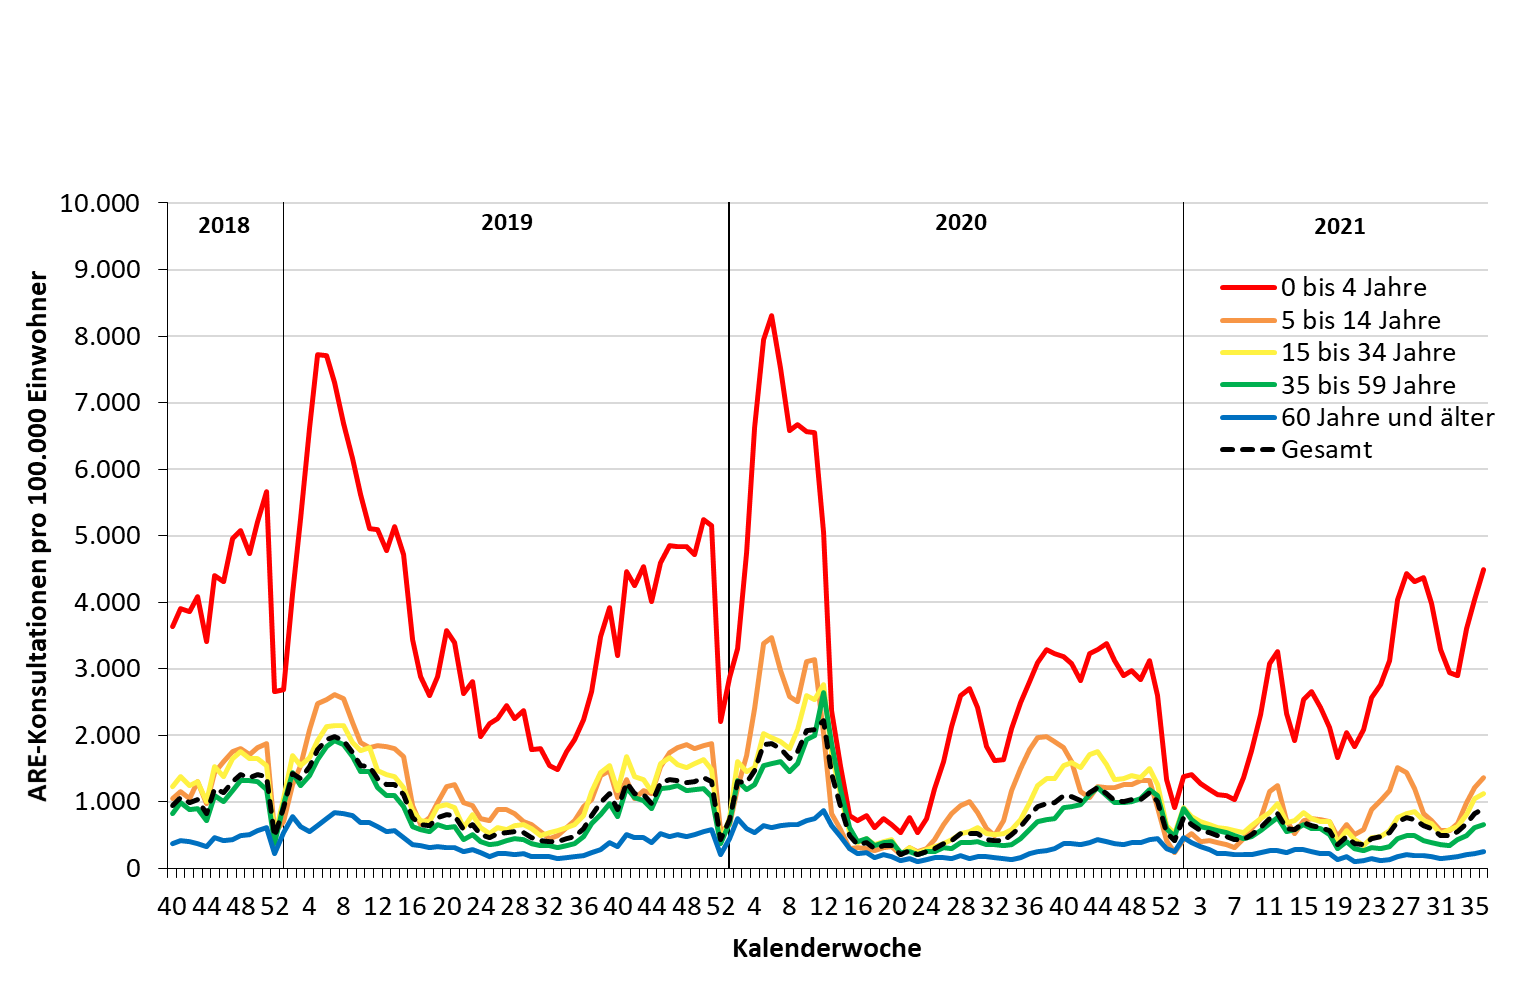 10.000
9.000
8.000
7.000
6.000
5.000
4.000
3.000
2.000
1.000
0
ARE-Konsultationen pro 100.000 Einwohner
2018 2019 2020 2021
0 bis 4 Jahre
5 bis 14 Jahre
15 bis 34 Jahre
35 bis 59 Jahre
60 Jahre und älter
Gesamt
40 44 48 52 4 8 12 16 20 24 28 32 36 40 44 48 52 4 8 12 16 20 24 28 32 36 40 44 48 52 3 7 11 15 19 23 27 31 35
Kalenderwoche